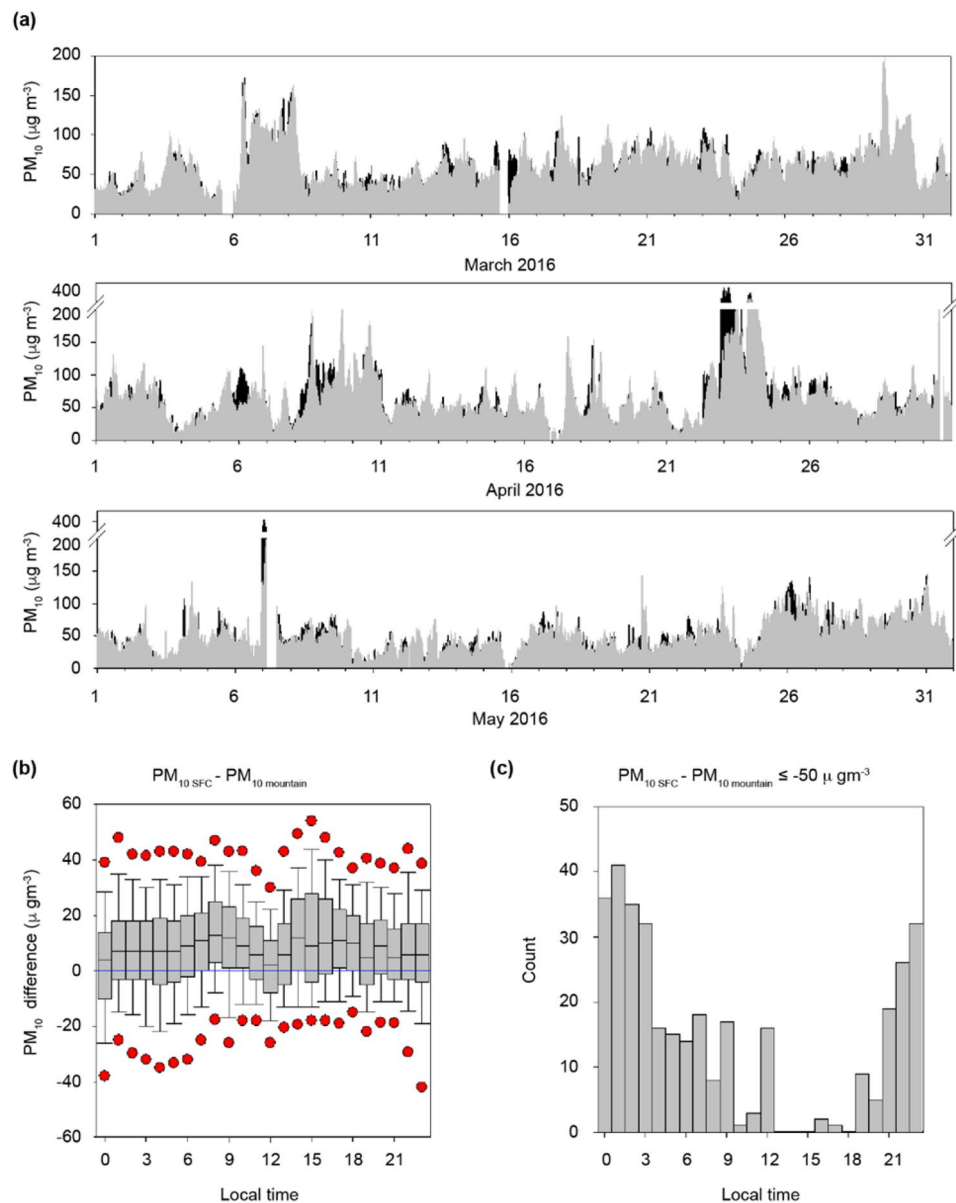 (a)
PM10 (μg m-3)
200
150
100
50
0
1 6 11 16 21 26 31
March 2016
PM10 (μg m-3)
400
200
150
100
50
0
1 6 11 16 21 26
April 2016
PM10 (μg m-3)
400
200
150
100
50
0
1 6 11 16 21 26 31
May 2016
(b)
PM10 SFC - PM10 mountain
PM10 difference (μ gm-3)
60
40
20
0
-20
-40
-60
0 3 6 9 12 15 18 21
Local time
(c)
PM10 SFC - PM10 mountain ≤ -50 μ gm-3
Count
50
40
30
20
10
0
0 3 6 9 12 15 18 21
Local time